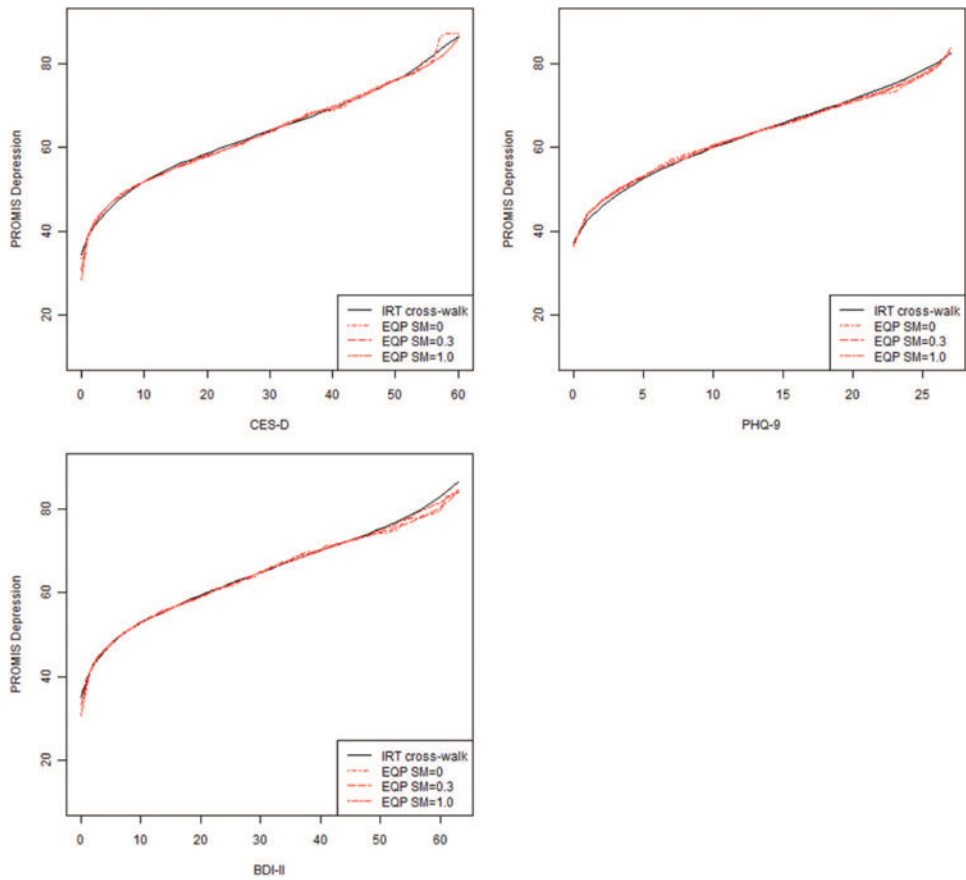 PROMIS Depression
80
60
40
20
IRT cross-walk
EQP SM=0
EQP SM=0.3
EQP SM=1.0
0 10 20 30 40 50 60
CES-D
PROMIS Depression
80
60
40
20
IRT cross-walk
EQP SM=0
EQP SM=0.3
EQP SM=1.0
0 5 10 15 20 25
PHQ-9
PROMIS Depression
80
60
40
20
IRT cross-walk
EQP SM=0
EQP SM=0.3
EQP SM=1.0
0 10 20 30 40 50 60
BDI-II